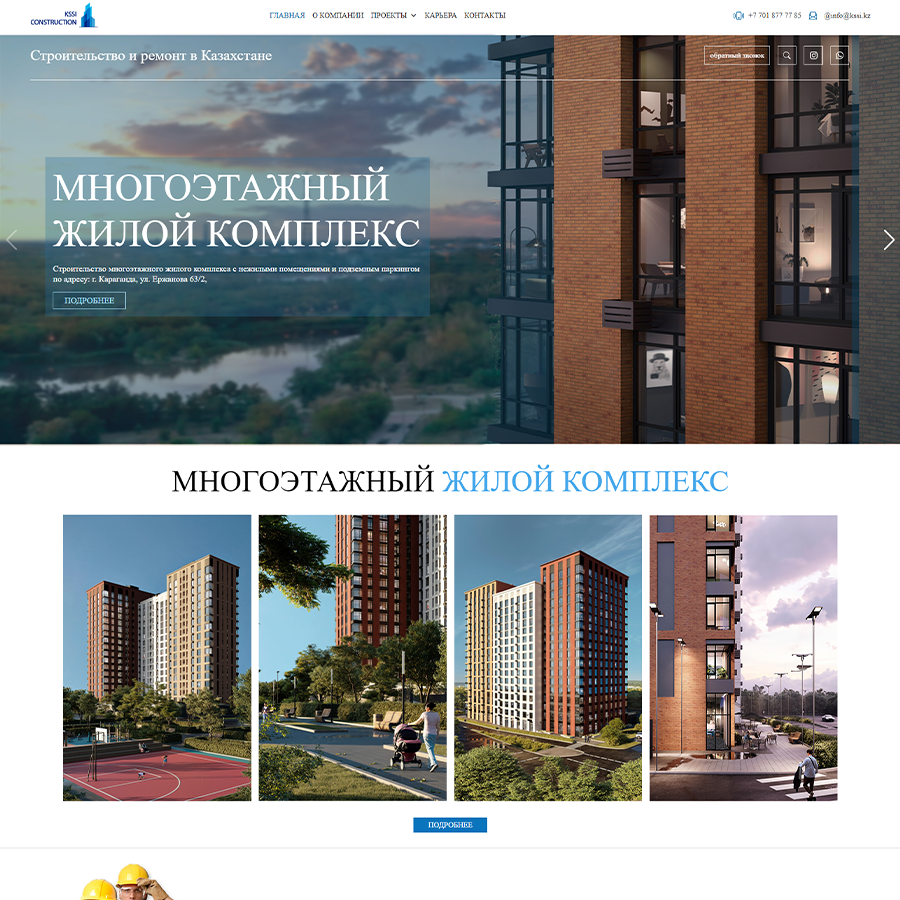 KSSI
CONSTRUCTION
ГЛАВНАЯ О КОМПАНИИ ПРОЕКТЫ КАРЬЕРА КОНТАКТЫ
+7 701 877 77 85 @info@kssi.kz
Строительство и ремонт в Казахстане
обратный звонок
МНОГОЭТАЖНЫЙ
ЖИЛОЙ КОМПЛЕКС
Строительство многоэтажного жилого комплекса с нежилыми помещениями и подземным паркингом
по адресу: г. Караганда, ул. Ержанова 63/2,
ПОДРОБНЕЕ
МНОГОЭТАЖНЫЙ ЖИЛОЙ КОМПЛЕКС
ПОДРОБНЕЕ